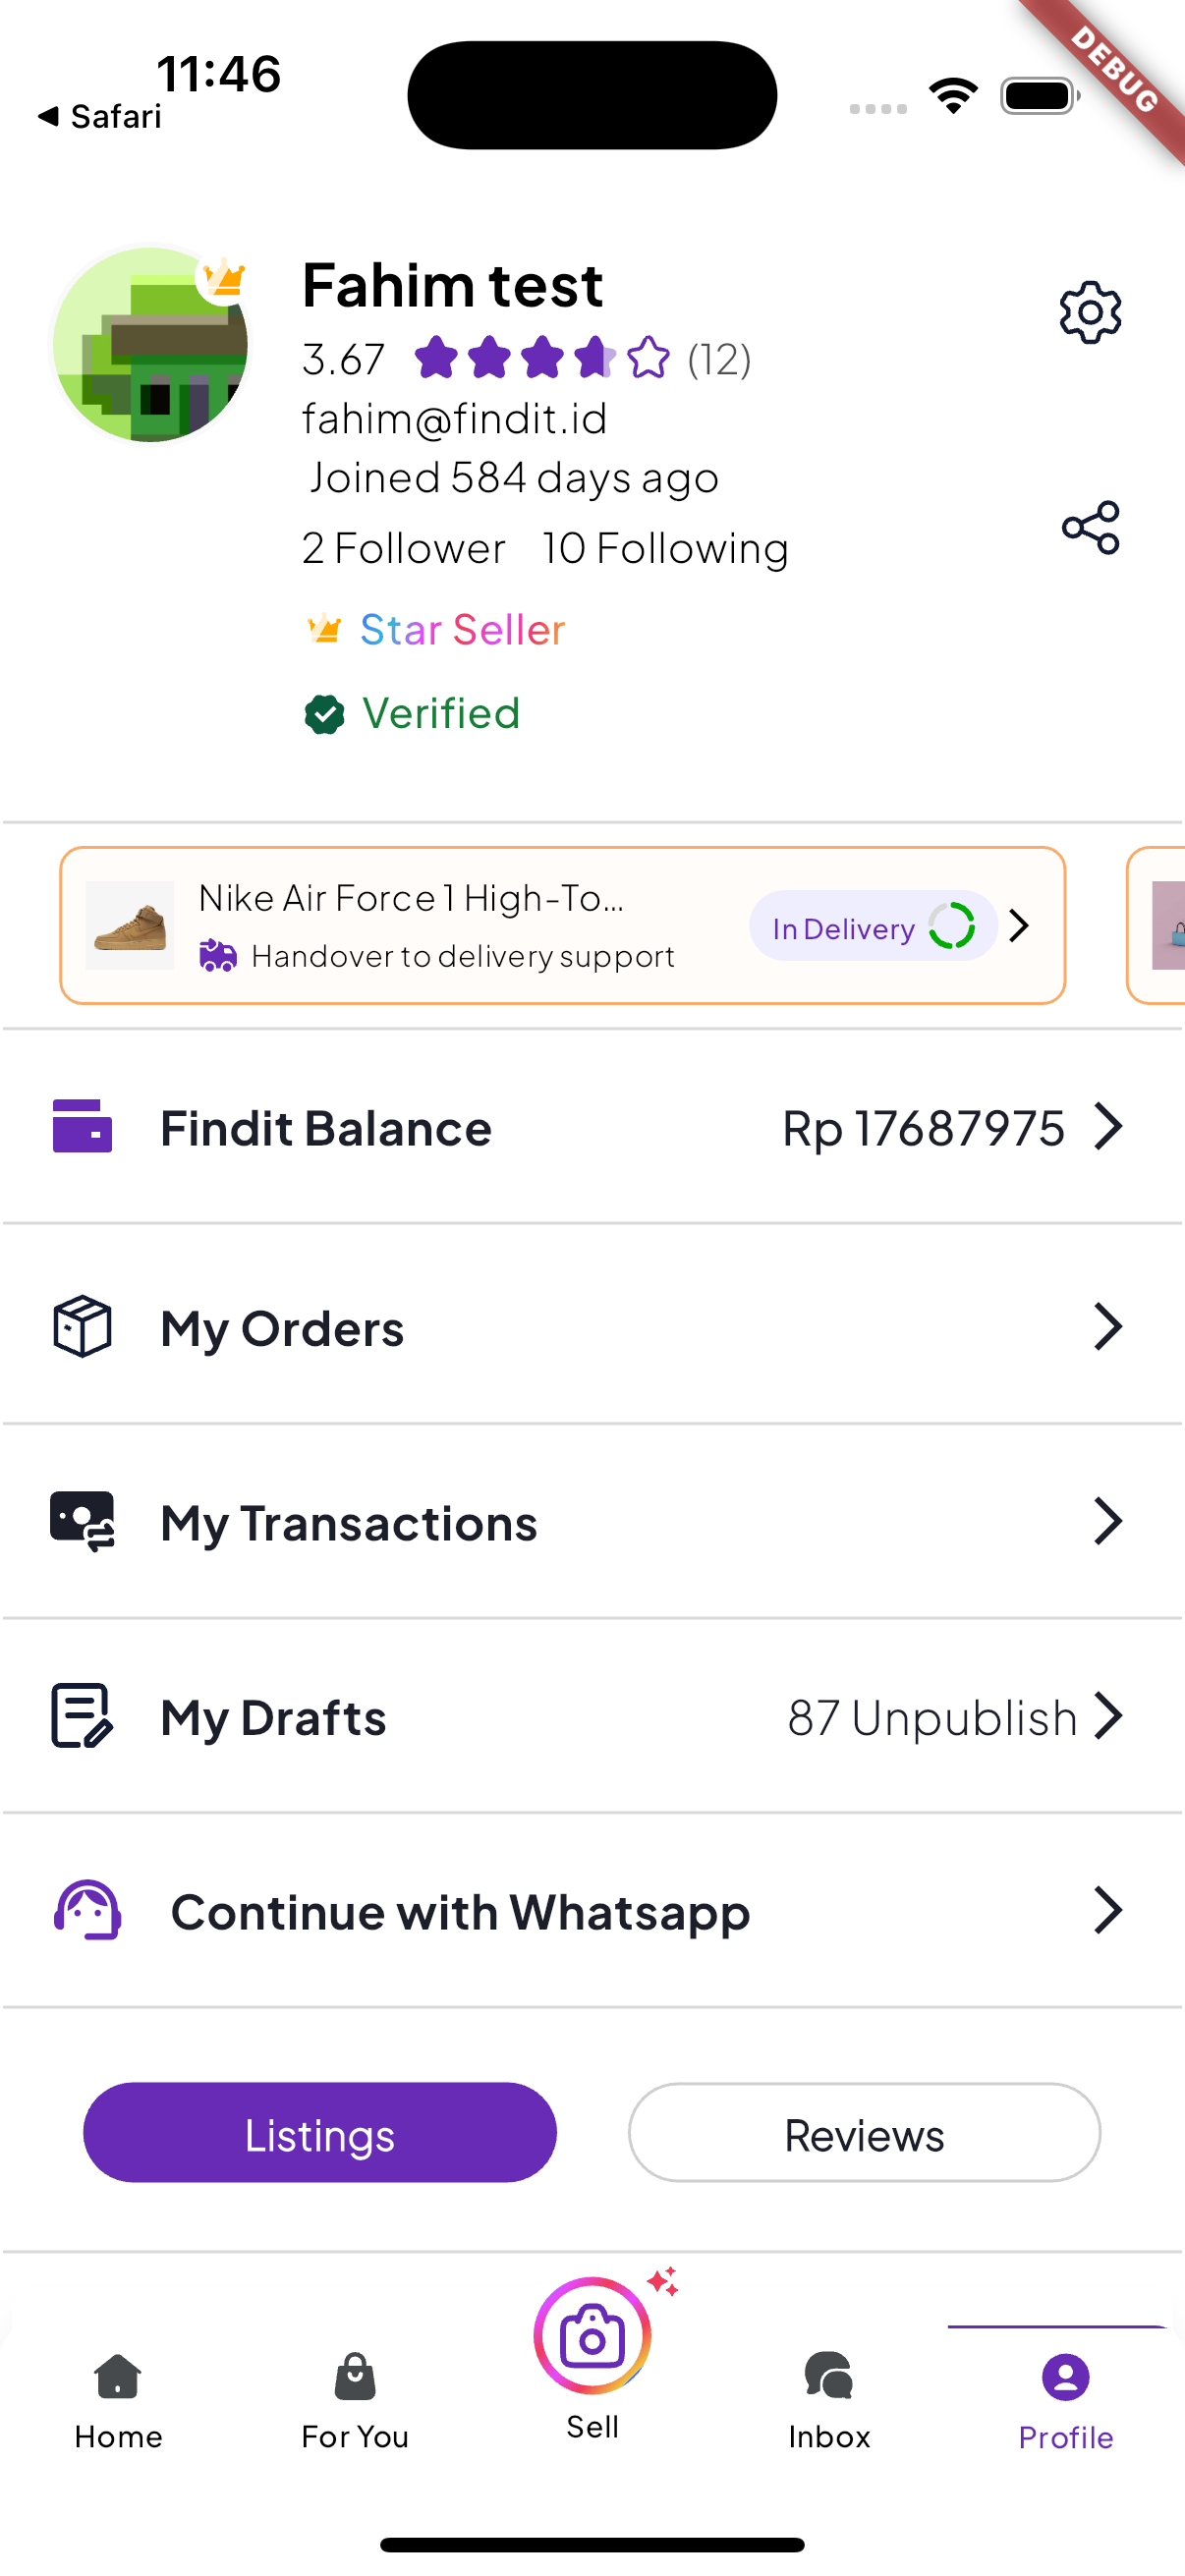 11:46
◀ Safari
DEBUG
Fahim test
3.67 (12)
fahim@findit.id
Joined 584 days ago
2 Follower 10 Following
Star Seller
Verified
Nike Air Force 1 High-To...
Handover to delivery support
In Delivery
Findit Balance Rp 17687975
My Orders
My Transactions
My Drafts 87 Unpublish
Continue with Whatsapp
Listings Reviews
Home For You Sell Inbox Profile